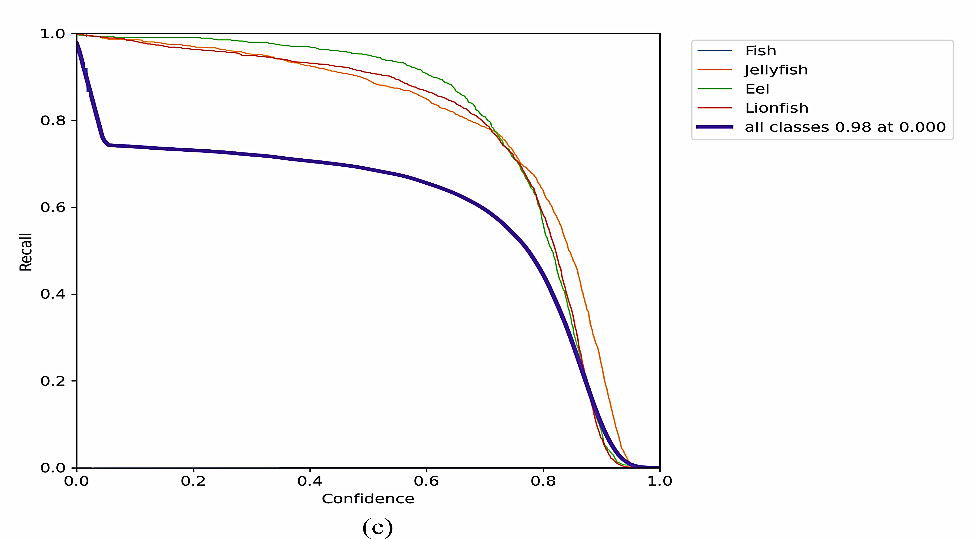 1.0
0.8
0.6
0.4
0.2
0.0
Recall
0.0 0.2 0.4 0.6 0.8 1.0
Confidence
Fish
Jellyfish
Eel
Lionfish
all classes 0.98 at 0.000
(c)